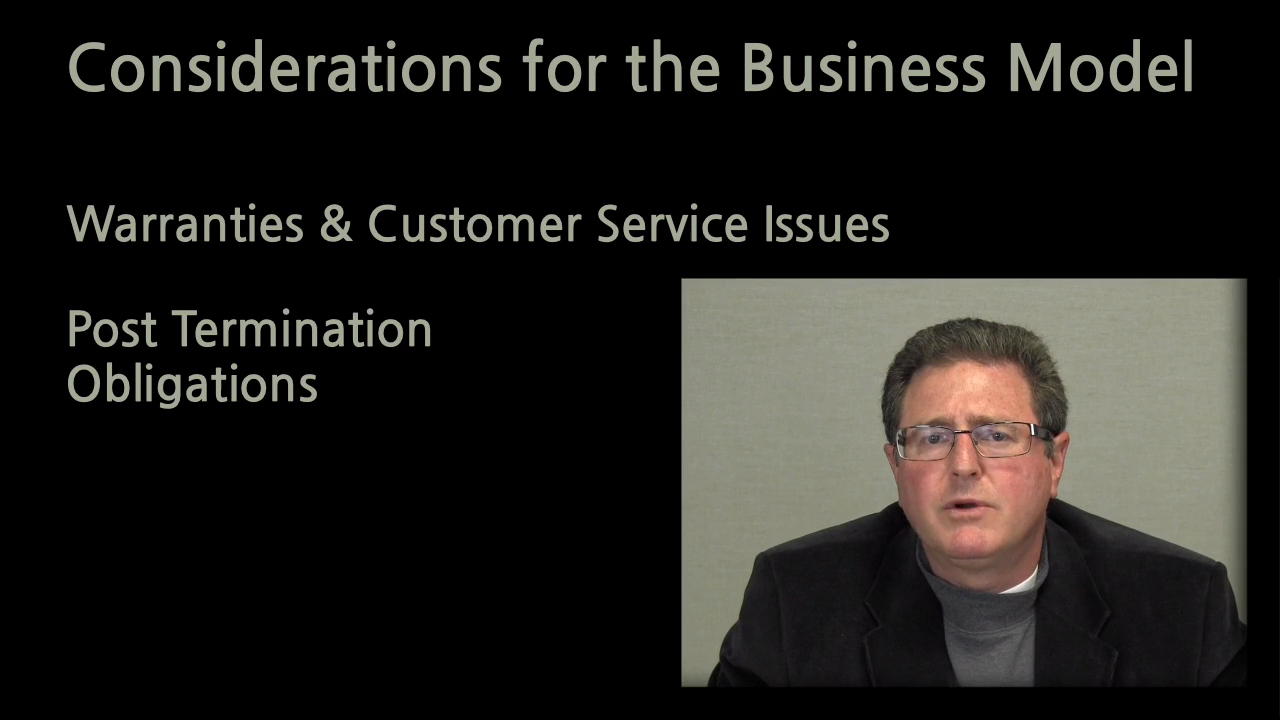 Considerations for the Business Model
Warranties & Customer Service Issues
Post Termination
Obligations